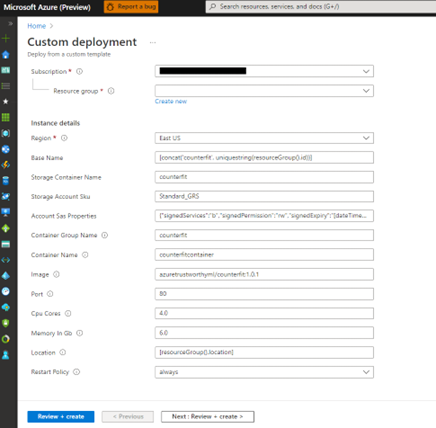 Microsoft Azure (Preview)
Report a bug
Search resources, services, and docs (G+/)
Home >
Custom deployment ...
Deploy from a custom template
Subscription *
Resource group *
Create new
Instance details
Region * East US
Base Name [concat('counterfit', uniquestring(resourceGroup().id))]
Storage Container Name counterfit
Storage Account Sku Standard_GRS
Account Sas Properties {"signedServices":"b","signedPermission":"rw","signedExpiry":"[dateTime...
Container Group Name counterfit
Container Name counterfitcontainer
Image azuretrustworthyml/counterfit:1.0.1
Port 80
Cpu Cores 4.0
Memory In Gb 6.0
Location [resourceGroup().location]
Restart Policy always
Review + create
< Previous
Next : Review + create >